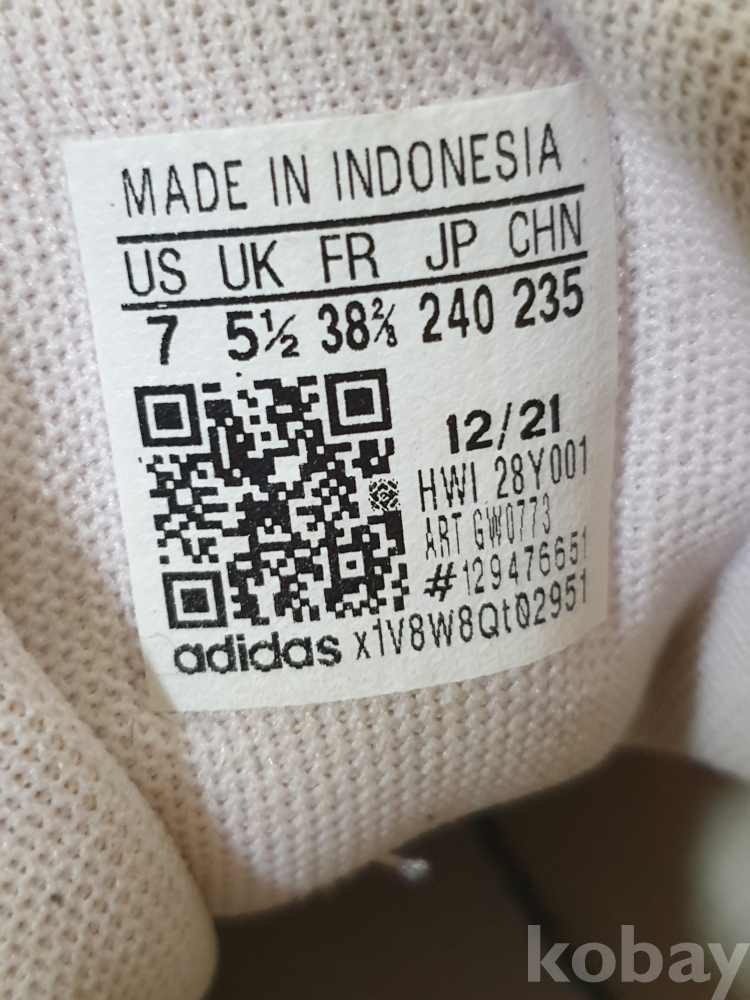 MADE IN INDONESIA
US UK FR JP CHN
7 5½ 38⅔ 240 235
12/21
HWI 28Y001
ART GW0773
#129476651
adidas x1V8W8Qt02951
kobay